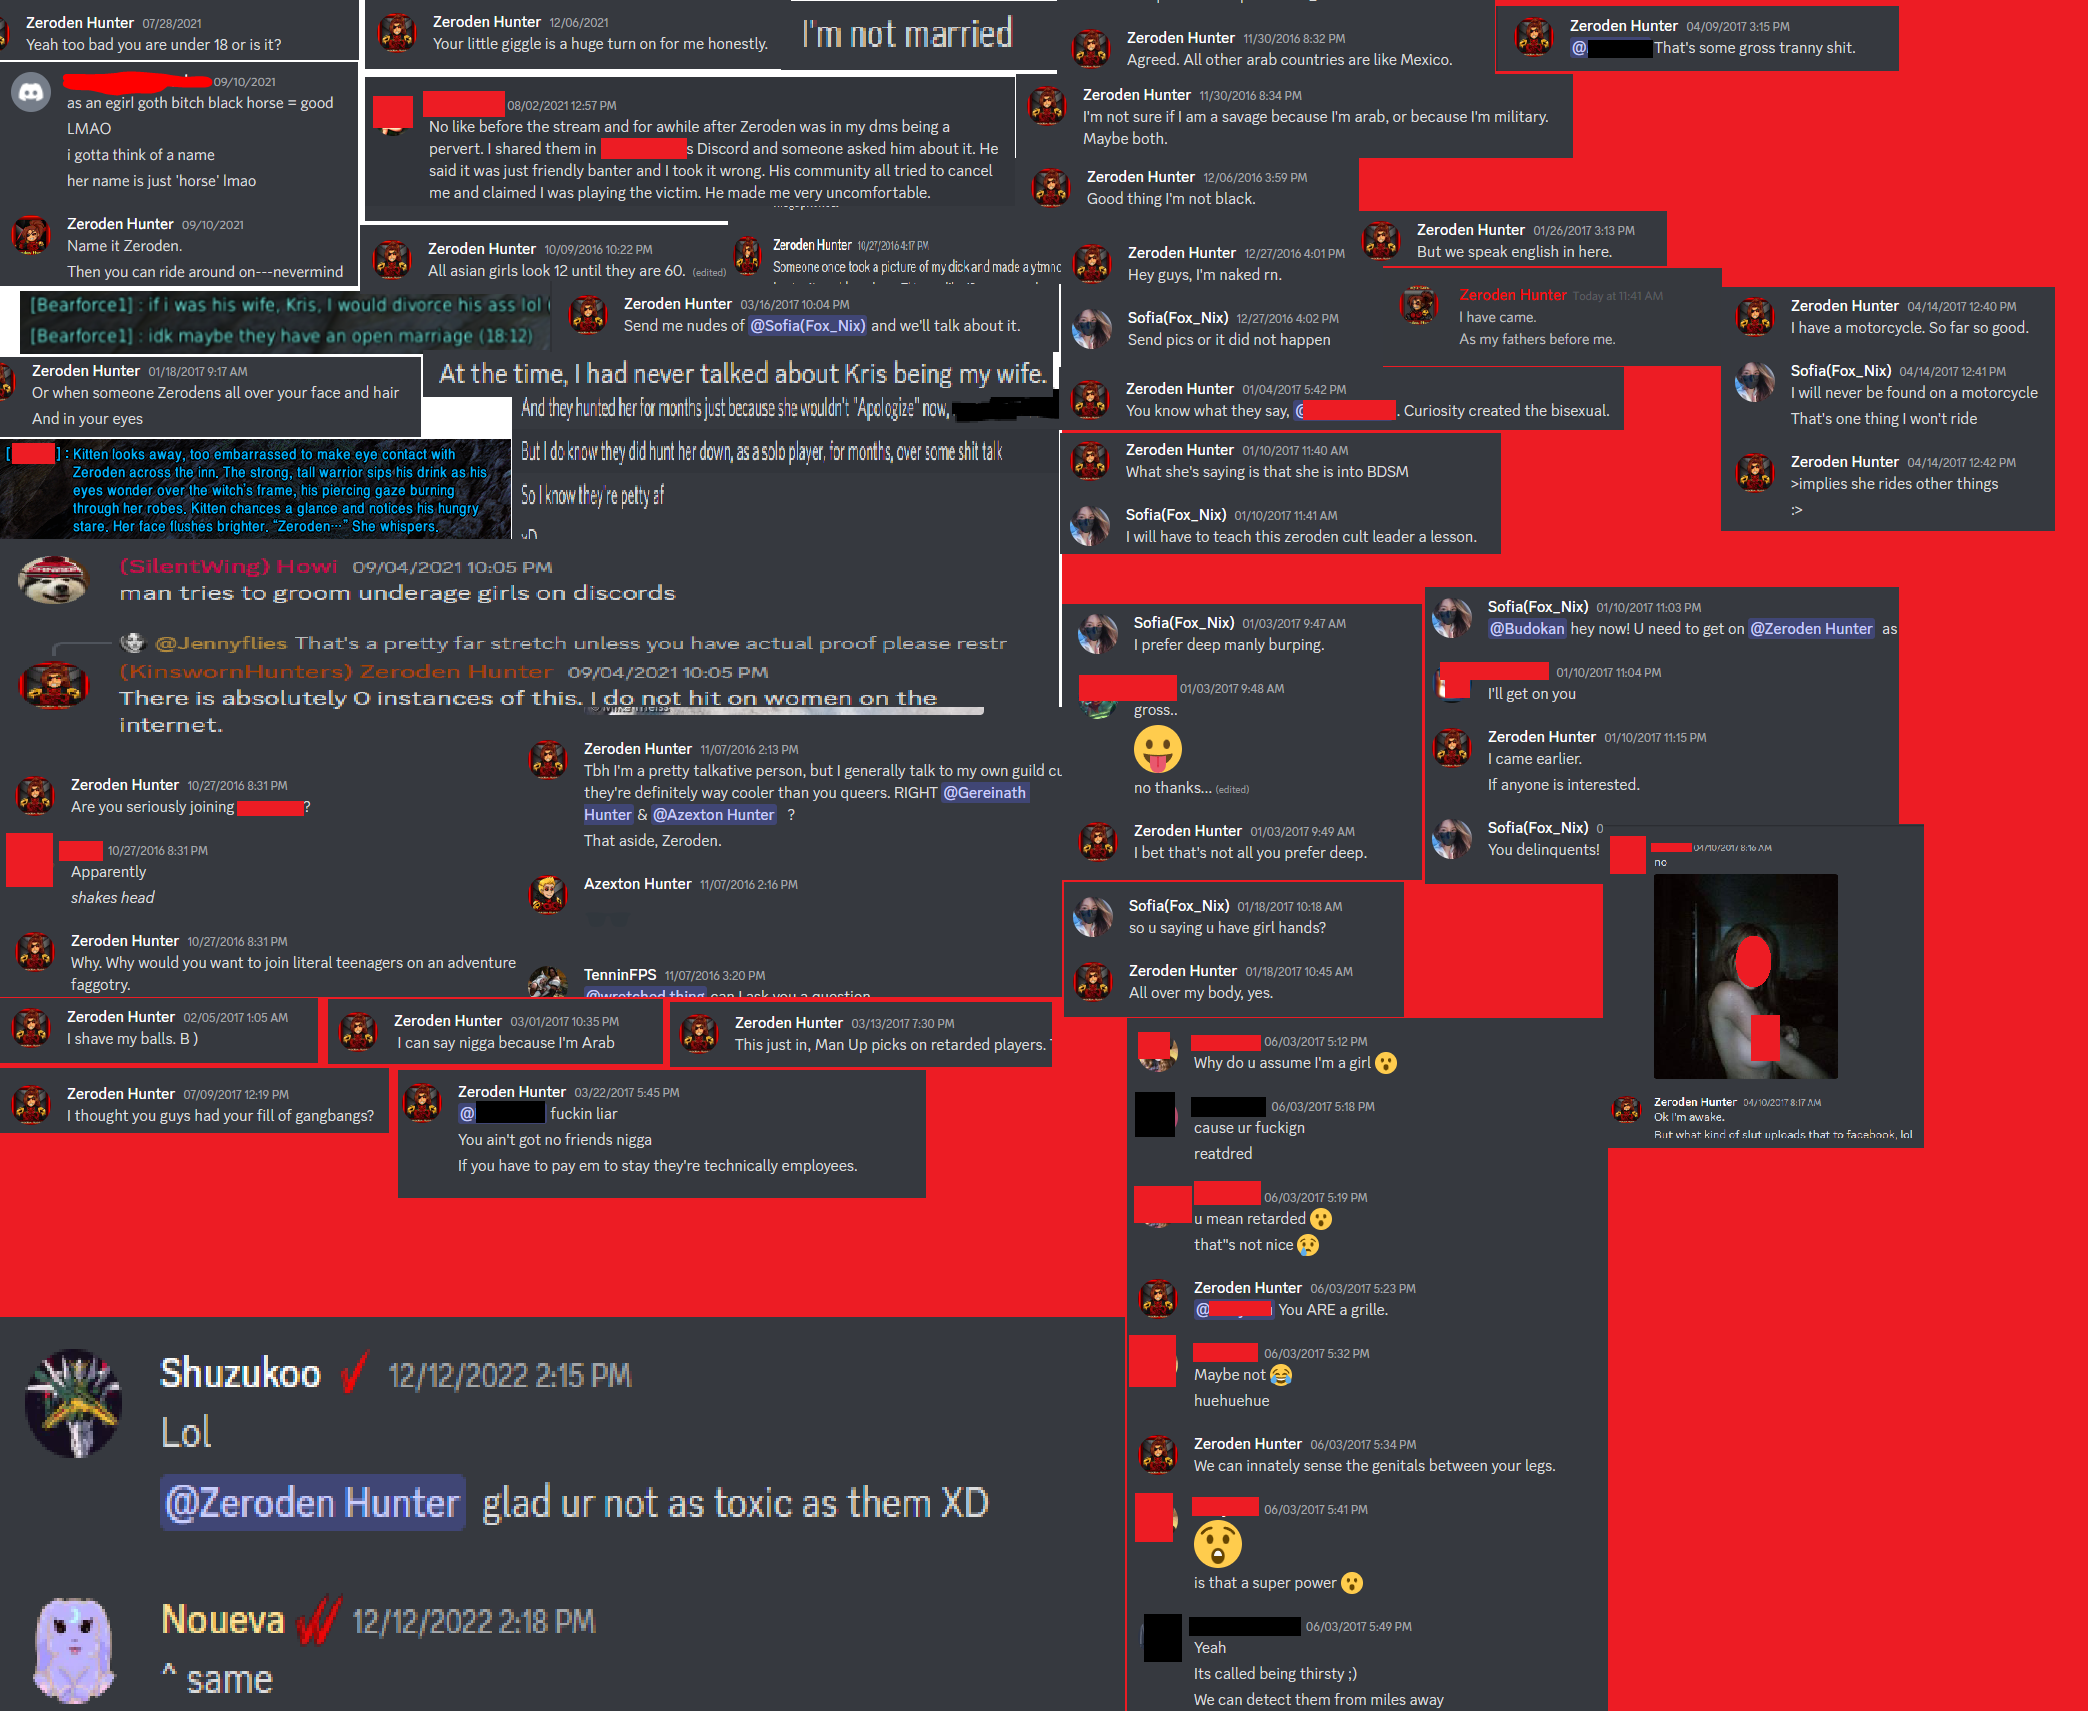 Zeroden Hunter 07/28/2021
Yeah too bad you are under 18 or is it?
09/10/2021
as an egirl goth bitch black horse = good
LMAO
i gotta think of a name
her name is just 'horse' lmao
Zeroden Hunter 09/10/2021
Name it Zeroden.
Then you can ride around on---nevermind
Zeroden Hunter 12/06/2021
Your little giggle is a huge turn on for me honestly.
I'm not married
08/02/2021 12:57 PM
No like before the stream and for awhile after Zeroden was in my dms being a
pervert. I shared them in s Discord and someone asked him about it. He
said it was just friendly banter and I took it wrong. His community all tried to cancel
me and claimed I was playing the victim. He made me very uncomfortable.
Zeroden Hunter 10/09/2016 10:22 PM
All asian girls look 12 until they are 60. (edited)
Zeroden Hunter 10/27/2016 4:17 PM
Someone once took a picture of my dick and made a ytmnd
[Bearforce1] : if i was his wife, Kris, I would divorce his ass lol
[Bearforce1] : idk maybe they have an open marriage (18:12)
Zeroden Hunter 03/16/2017 10:04 PM
Send me nudes of @Sofia(Fox_Nix) and we'll talk about it.
Zeroden Hunter 01/18/2017 9:17 AM
Or when someone Zerodens all over your face and hair
And in your eyes
At the time, I had never talked about Kris being my wife.
And they hunted her for months just because she wouldn't "Apologize" now,
But I do know they did hunt her down, as a solo player, for months, over some shit talk
So I know they're petty af
xD
[ ] : Kitten looks away, too embarrassed to make eye contact with
Zeroden across the inn. The strong, tall warrior sips his drink as his
eyes wonder over the witch's frame, his piercing gaze burning
through her robes. Kitten chances a glance and notices his hungry
stare. Her face flushes brighter. "Zeroden…" She whispers.
(SilentWing) Howi 09/04/2021 10:05 PM
man tries to groom underage girls on discords
@Jennyflies That's a pretty far stretch unless you have actual proof please restr
(KinswornHunters) Zeroden Hunter 09/04/2021 10:05 PM
There is absolutely 0 instances of this. I do not hit on women on the
internet.
Zeroden Hunter 10/27/2016 8:31 PM
Are you seriously joining ?
10/27/2016 8:31 PM
Apparently
shakes head
Zeroden Hunter 10/27/2016 8:31 PM
Why. Why would you want to join literal teenagers on an adventure
faggotry.
Zeroden Hunter 11/07/2016 2:13 PM
Tbh I'm a pretty talkative person, but I generally talk to my own guild cu
they're definitely way cooler than you queers. RIGHT @Gereinath
Hunter & @Azexton Hunter ?
That aside, Zeroden.
Azexton Hunter 11/07/2016 2:16 PM
TenninFPS 11/07/2016 3:20 PM
@wretched thing can I ask you a question
Zeroden Hunter 02/05/2017 1:05 AM
I shave my balls. B )
Zeroden Hunter 03/01/2017 10:35 PM
I can say nigga because I'm Arab
Zeroden Hunter 03/13/2017 7:30 PM
This just in, Man Up picks on retarded players.
Zeroden Hunter 07/09/2017 12:19 PM
I thought you guys had your fill of gangbangs?
Zeroden Hunter 03/22/2017 5:45 PM
@ fuckin liar
You ain't got no friends nigga
If you have to pay em to stay they're technically employees.
Shuzukoo 12/12/2022 2:15 PM
Lol
@Zeroden Hunter glad ur not as toxic as them XD
Noueva 12/12/2022 2:18 PM
^ same
Zeroden Hunter 11/30/2016 8:32 PM
Agreed. All other arab countries are like Mexico.
Zeroden Hunter 11/30/2016 8:34 PM
I'm not sure if I am a savage because I'm arab, or because I'm military.
Maybe both.
Zeroden Hunter 12/06/2016 3:59 PM
Good thing I'm not black.
Zeroden Hunter 04/09/2017 3:15 PM
@ That's some gross tranny shit.
Zeroden Hunter 12/27/2016 4:01 PM
Hey guys, I'm naked rn.
Sofia(Fox_Nix) 12/27/2016 4:02 PM
Send pics or it did not happen
Zeroden Hunter 01/26/2017 3:13 PM
But we speak english in here.
Zeroden Hunter Today at 11:41 AM
I have came.
As my fathers before me.
Zeroden Hunter 01/04/2017 5:42 PM
You know what they say, @ . Curiosity created the bisexual.
Zeroden Hunter 01/10/2017 11:40 AM
What she's saying is that she is into BDSM
Sofia(Fox_Nix) 01/10/2017 11:41 AM
I will have to teach this zeroden cult leader a lesson.
Zeroden Hunter 04/14/2017 12:40 PM
I have a motorcycle. So far so good.
Sofia(Fox_Nix) 04/14/2017 12:41 PM
I will never be found on a motorcycle
That's one thing I won't ride
Zeroden Hunter 04/14/2017 12:42 PM
>implies she rides other things
:>
Sofia(Fox_Nix) 01/03/2017 9:47 AM
I prefer deep manly burping.
01/03/2017 9:48 AM
gross..
no thanks... (edited)
Zeroden Hunter 01/03/2017 9:49 AM
I bet that's not all you prefer deep.
Sofia(Fox_Nix) 01/10/2017 11:03 PM
@Budokan hey now! U need to get on @Zeroden Hunter as
01/10/2017 11:04 PM
I'll get on you
Zeroden Hunter 01/10/2017 11:15 PM
I came earlier.
If anyone is interested.
Sofia(Fox_Nix) 0
You delinquents!
Sofia(Fox_Nix) 01/18/2017 10:18 AM
so u saying u have girl hands?
Zeroden Hunter 01/18/2017 10:45 AM
All over my body, yes.
04/10/2017 8:16 AM
no
Zeroden Hunter 04/10/2017 8:17 AM
Ok I'm awake.
But what kind of slut uploads that to facebook, lol
06/03/2017 5:12 PM
Why do u assume I'm a girl 😮
06/03/2017 5:18 PM
cause ur fuckign
reatdred
06/03/2017 5:19 PM
u mean retarded 😮
that"s not nice 😢
Zeroden Hunter 06/03/2017 5:23 PM
@ You ARE a grille.
06/03/2017 5:32 PM
Maybe not 😂
huehuehue
Zeroden Hunter 06/03/2017 5:34 PM
We can innately sense the genitals between your legs.
06/03/2017 5:41 PM
is that a super power 😮
06/03/2017 5:49 PM
Yeah
Its called being thirsty ;)
We can detect them from miles away